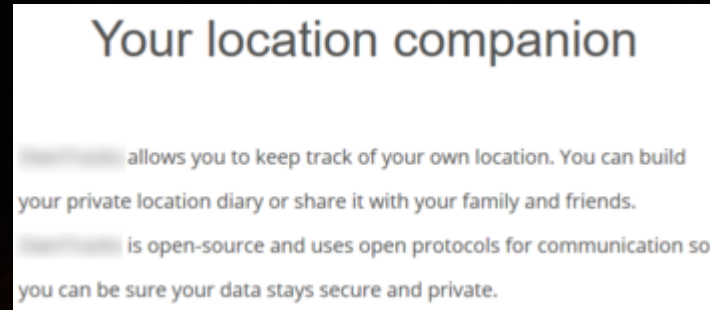 Your location companion
allows you to keep track of your own location. You can build
your private location diary or share it with your family and friends.
is open-source and uses open protocols for communication so
you can be sure your data stays secure and private.